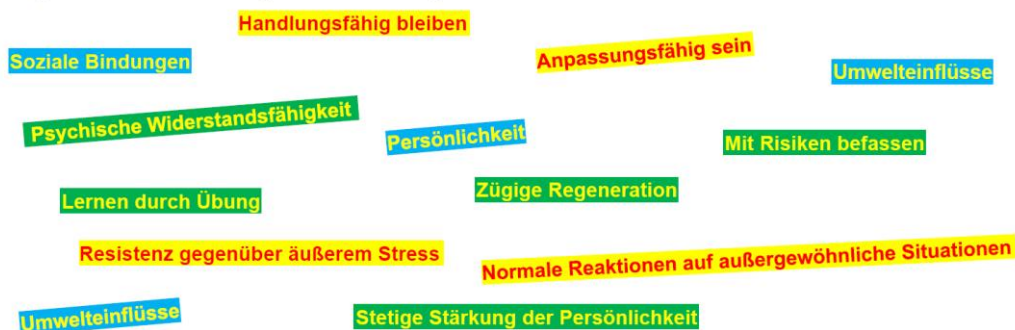 Handlungsfähig bleiben
Soziale Bindungen
Anpassungsfähig sein
Umwelteinflüsse
Psychische Widerstandsfähigkeit
Persönlichkeit
Mit Risiken befassen
Zügige Regeneration
Lernen durch Übung
Resistenz gegenüber äußerem Stress
Normale Reaktionen auf außergewöhnliche Situationen
Umwelteinflüsse
Stetige Stärkung der Persönlichkeit